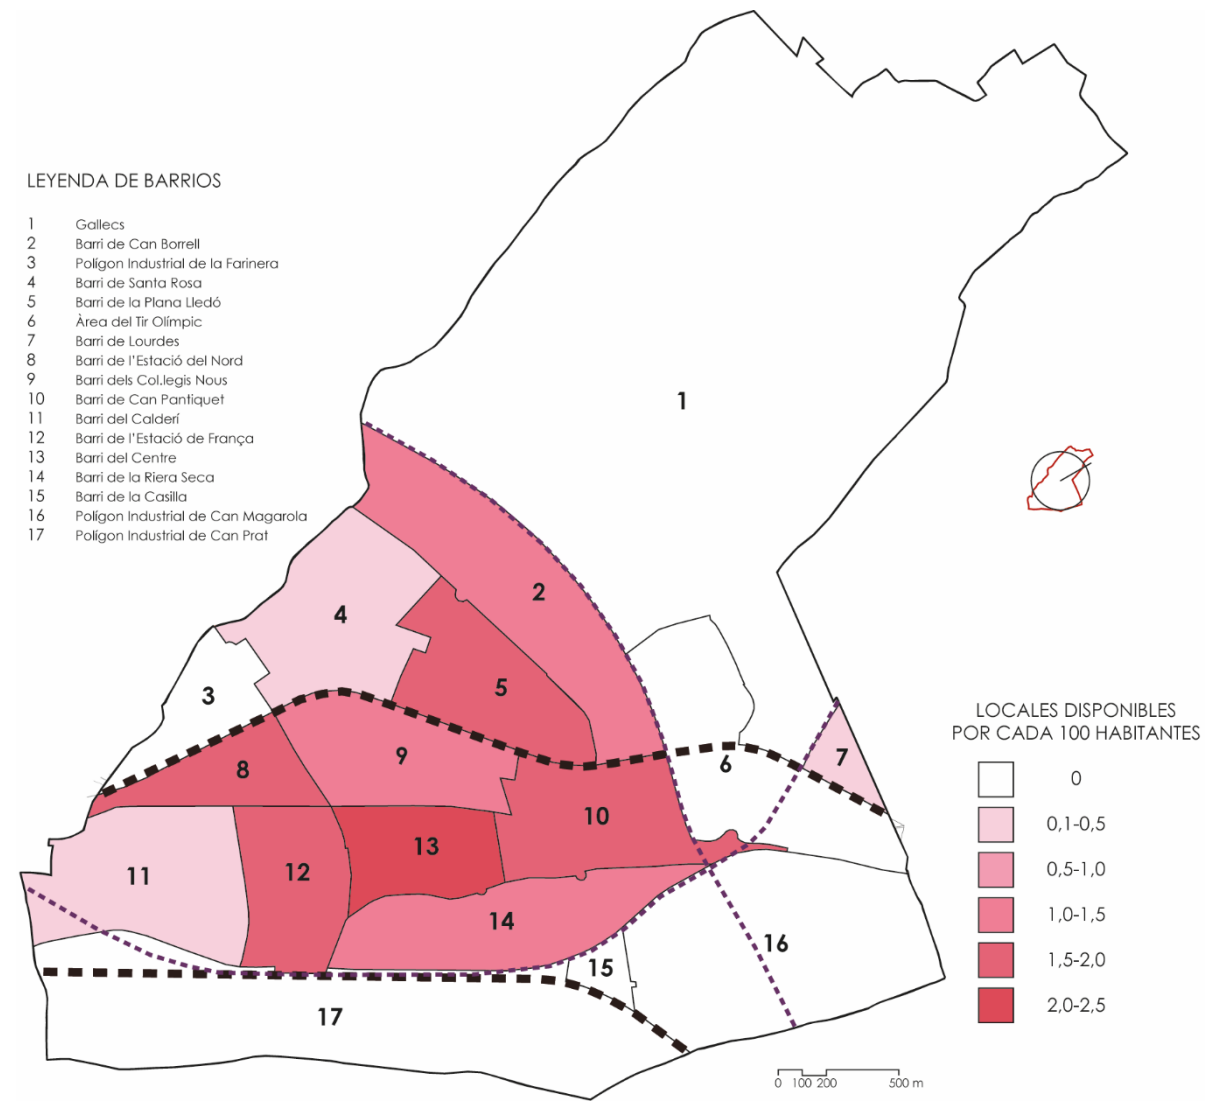 LEYENDA DE BARRIOS
1 Gallecs
2 Barri de Can Borrell
3 Polígon Industrial de la Farinera
4 Barri de Santa Rosa
5 Barri de la Plana Lledó
6 Àrea del Tir Olímpic
7 Barri de Lourdes
8 Barri de l'Estació del Nord
9 Barri dels Col.legis Nous
10 Barri de Can Pantiquet
11 Barri del Calderí
12 Barri de l'Estació de França
13 Barri del Centre
14 Barri de la Riera Seca
15 Barri de la Casilla
16 Polígon Industrial de Can Magarola
17 Polígon Industrial de Can Prat
1
2
4
5
3
9
8
6
7
10
13
11
12
14
16
15
17
LOCALES DISPONIBLES
POR CADA 100 HABITANTES
0
0,1-0,5
0,5-1,0
1,0-1,5
1,5-2,0
2,0-2,5
0 100 200 500 m